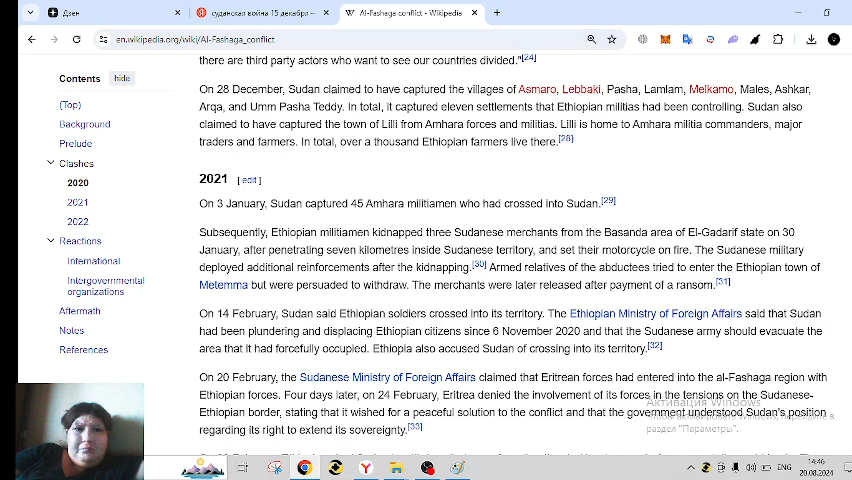 Дзен
суданская война 15 декабря –
Al-Fashaga conflict - Wikipedia
en.wikipedia.org/wiki/Al-Fashaga_conflict
Contents hide
(Top)
Background
Prelude
Clashes
2020
2021
2022
Reactions
International
Intergovernmental
organizations
Aftermath
Notes
References
there are third party actors who want to see our countries divided."[24]
On 28 December, Sudan claimed to have captured the villages of Asmaro, Lebbaki, Pasha, Lamlam, Melkamo, Males, Ashkar,
Arqa, and Umm Pasha Teddy. In total, it captured eleven settlements that Ethiopian militias had been controlling. Sudan also
claimed to have captured the town of Lilli from Amhara forces and militias. Lilli is home to Amhara militia commanders, major
traders and farmers. In total, over a thousand Ethiopian farmers live there.[28]
2021 [ edit ]
On 3 January, Sudan captured 45 Amhara militiamen who had crossed into Sudan.[29]
Subsequently, Ethiopian militiamen kidnapped three Sudanese merchants from the Basanda area of El-Gadarif state on 30
January, after penetrating seven kilometres inside Sudanese territory, and set their motorcycle on fire. The Sudanese military
deployed additional reinforcements after the kidnapping.[30] Armed relatives of the abductees tried to enter the Ethiopian town of
Metemma but were persuaded to withdraw. The merchants were later released after payment of a ransom.[31]
On 14 February, Sudan said Ethiopian soldiers crossed into its territory. The Ethiopian Ministry of Foreign Affairs said that Sudan
had been plundering and displacing Ethiopian citizens since 6 November 2020 and that the Sudanese army should evacuate the
area that it had forcefully occupied. Ethiopia also accused Sudan of crossing into its territory.[32]
On 20 February, the Sudanese Ministry of Foreign Affairs claimed that Eritrean forces had entered into the al-Fashaga region with
Ethiopian forces. Four days later, on 24 February, Eritrea denied the involvement of its forces in the tensions on the Sudanese-
Ethiopian border, stating that it wished for a peaceful solution to the conflict and that the government understood Sudan's position
regarding its right to extend its sovereignty.[33]
Активация Windows
Чтобы активировать Windows, перейдите в
раздел "Параметры".
ENG
14:46
20.08.2024